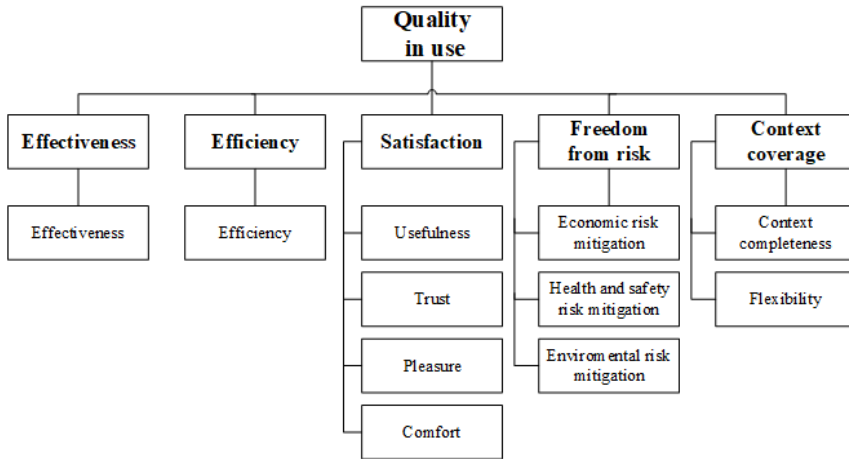 Quality
in use
Effectiveness
Efficiency
Satisfaction
Freedom
from risk
Context
coverage
Effectiveness
Efficiency
Usefulness
Economic risk
mitigation
Context
completeness
Trust
Health and safety
risk mitigation
Flexibility
Pleasure
Enviromental risk
mitigation
Comfort